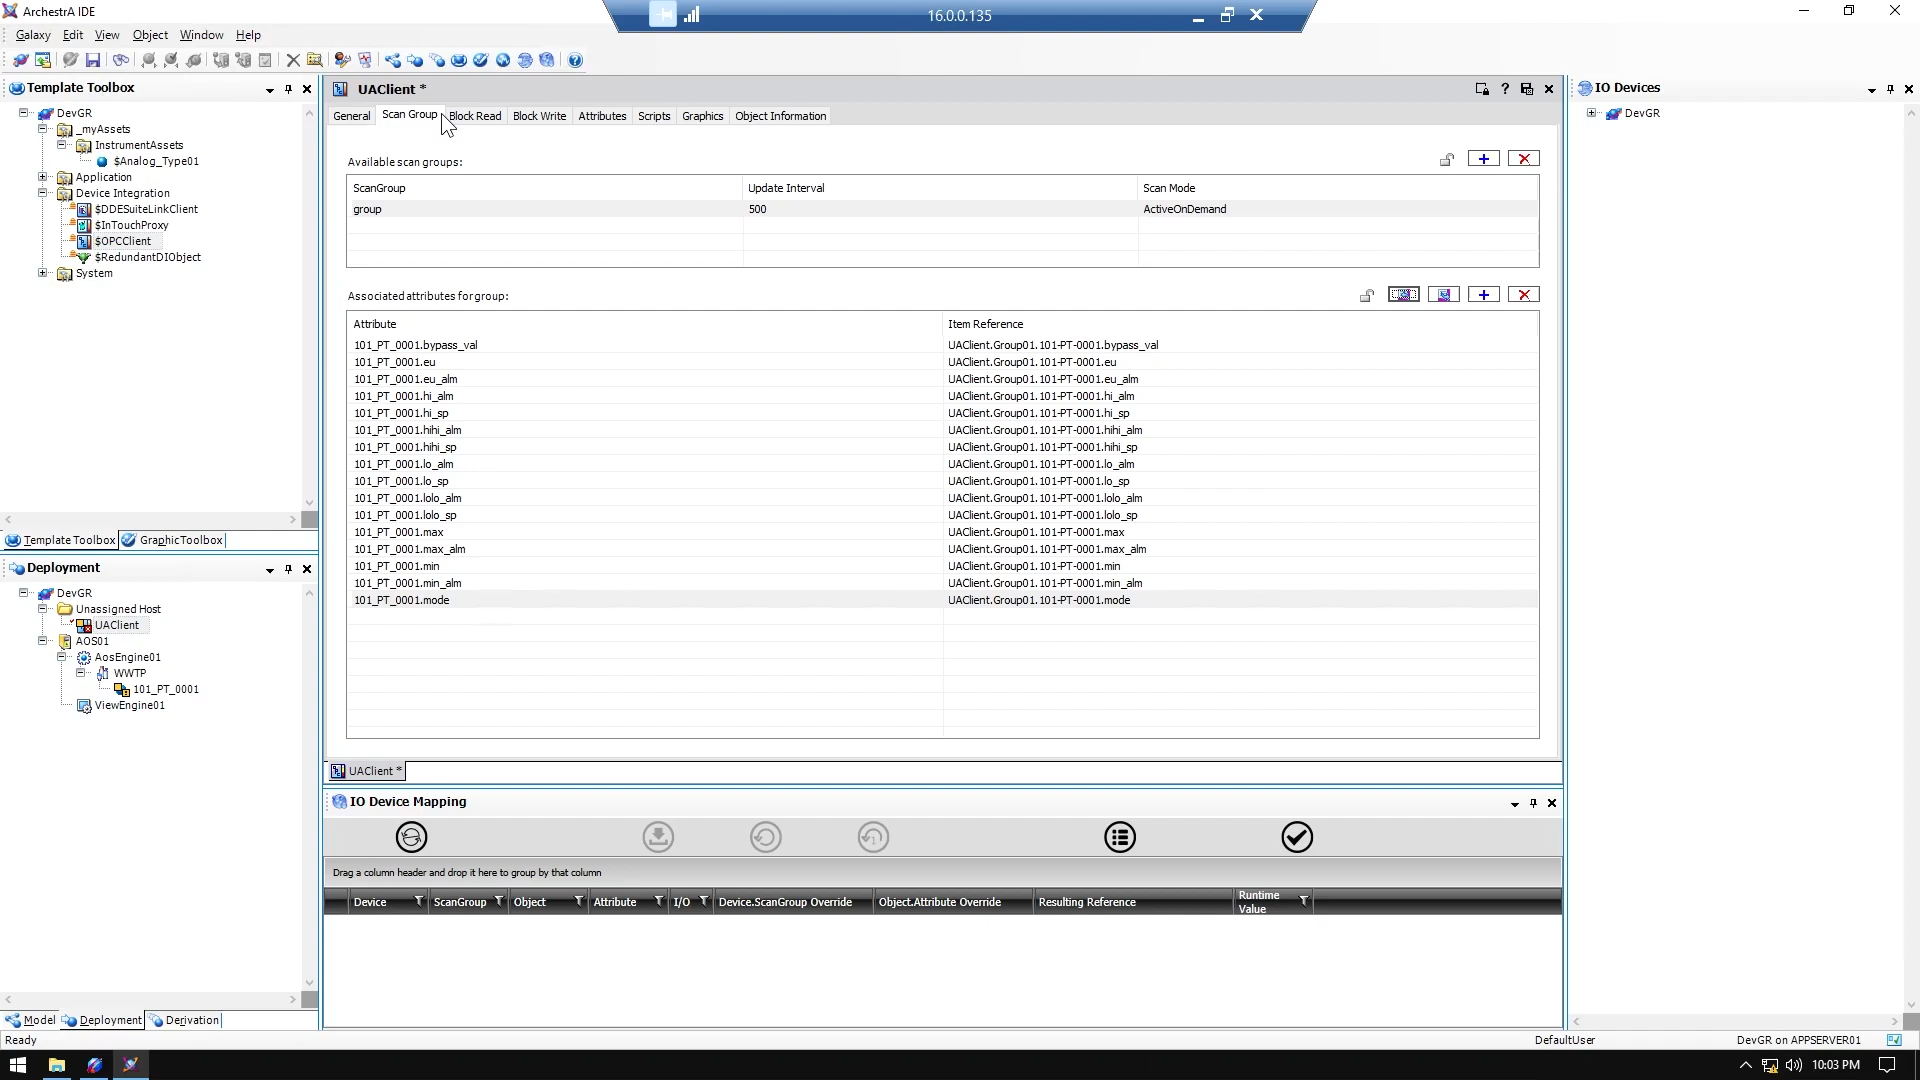 ArchestrA IDE
16.0.0.135
Galaxy Edit View Object Window Help
Template Toolbox
DevGR
_myAssets
InstrumentAssets
$Analog_Type01
Application
Device Integration
$DDESuiteLinkClient
$InTouchProxy
$OPCClient
$RedundantDIObject
System
Template Toolbox GraphicToolbox
Deployment
DevGR
Unassigned Host
UAClient
AOS01
AosEngine01
WWTP
101_PT_0001
ViewEngine01
Model Deployment Derivation
UAClient *
General Scan Group Block Read Block Write Attributes Scripts Graphics Object Information
Available scan groups:
ScanGroup Update Interval Scan Mode
group 500 ActiveOnDemand
Associated attributes for group:
Attribute Item Reference
101_PT_0001.bypass_val UAClient.Group01.101-PT-0001.bypass_val
101_PT_0001.eu UAClient.Group01.101-PT-0001.eu
101_PT_0001.eu_alm UAClient.Group01.101-PT-0001.eu_alm
101_PT_0001.hi_alm UAClient.Group01.101-PT-0001.hi_alm
101_PT_0001.hi_sp UAClient.Group01.101-PT-0001.hi_sp
101_PT_0001.hihi_alm UAClient.Group01.101-PT-0001.hihi_alm
101_PT_0001.hihi_sp UAClient.Group01.101-PT-0001.hihi_sp
101_PT_0001.lo_alm UAClient.Group01.101-PT-0001.lo_alm
101_PT_0001.lo_sp UAClient.Group01.101-PT-0001.lo_sp
101_PT_0001.lolo_alm UAClient.Group01.101-PT-0001.lolo_alm
101_PT_0001.lolo_sp UAClient.Group01.101-PT-0001.lolo_sp
101_PT_0001.max UAClient.Group01.101-PT-0001.max
101_PT_0001.max_alm UAClient.Group01.101-PT-0001.max_alm
101_PT_0001.min UAClient.Group01.101-PT-0001.min
101_PT_0001.min_alm UAClient.Group01.101-PT-0001.min_alm
101_PT_0001.mode UAClient.Group01.101-PT-0001.mode
UAClient *
IO Device Mapping
Drag a column header and drop it here to group by that column
Device ScanGroup Object Attribute I/O Device.ScanGroup Override Object.Attribute Override Resulting Reference Runtime Value
IO Devices
DevGR
Ready DefaultUser DevGR on APPSERVER01
10:03 PM